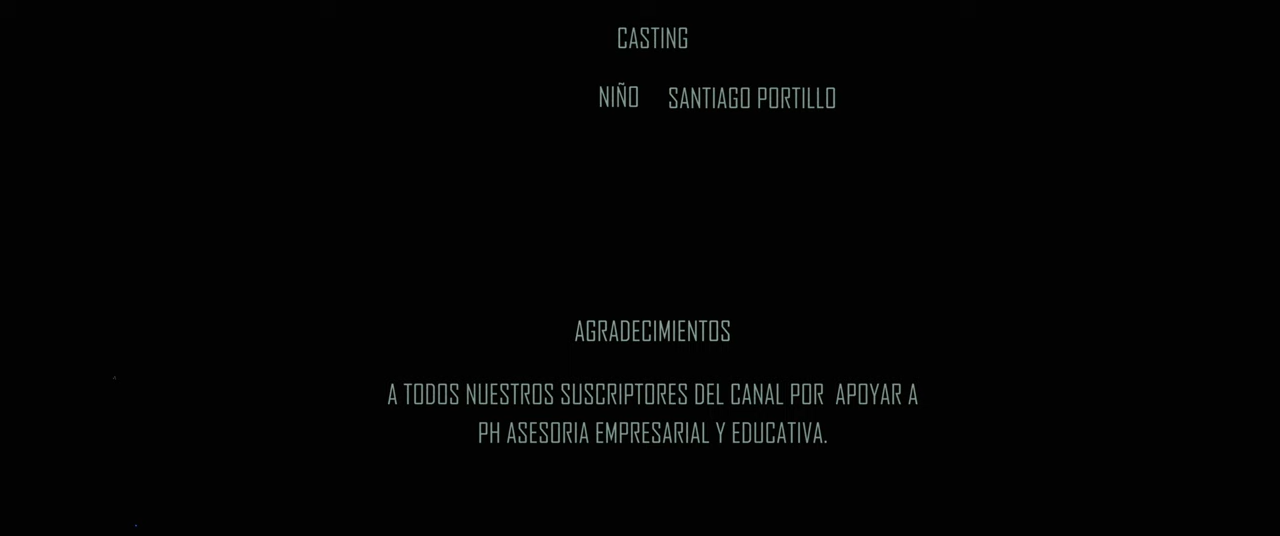 CASTING
NIÑO SANTIAGO PORTILLO
AGRADECIMIENTOS
A TODOS NUESTROS SUSCRIPTORES DEL CANAL POR APOYAR A
PH ASESORIA EMPRESARIAL Y EDUCATIVA.